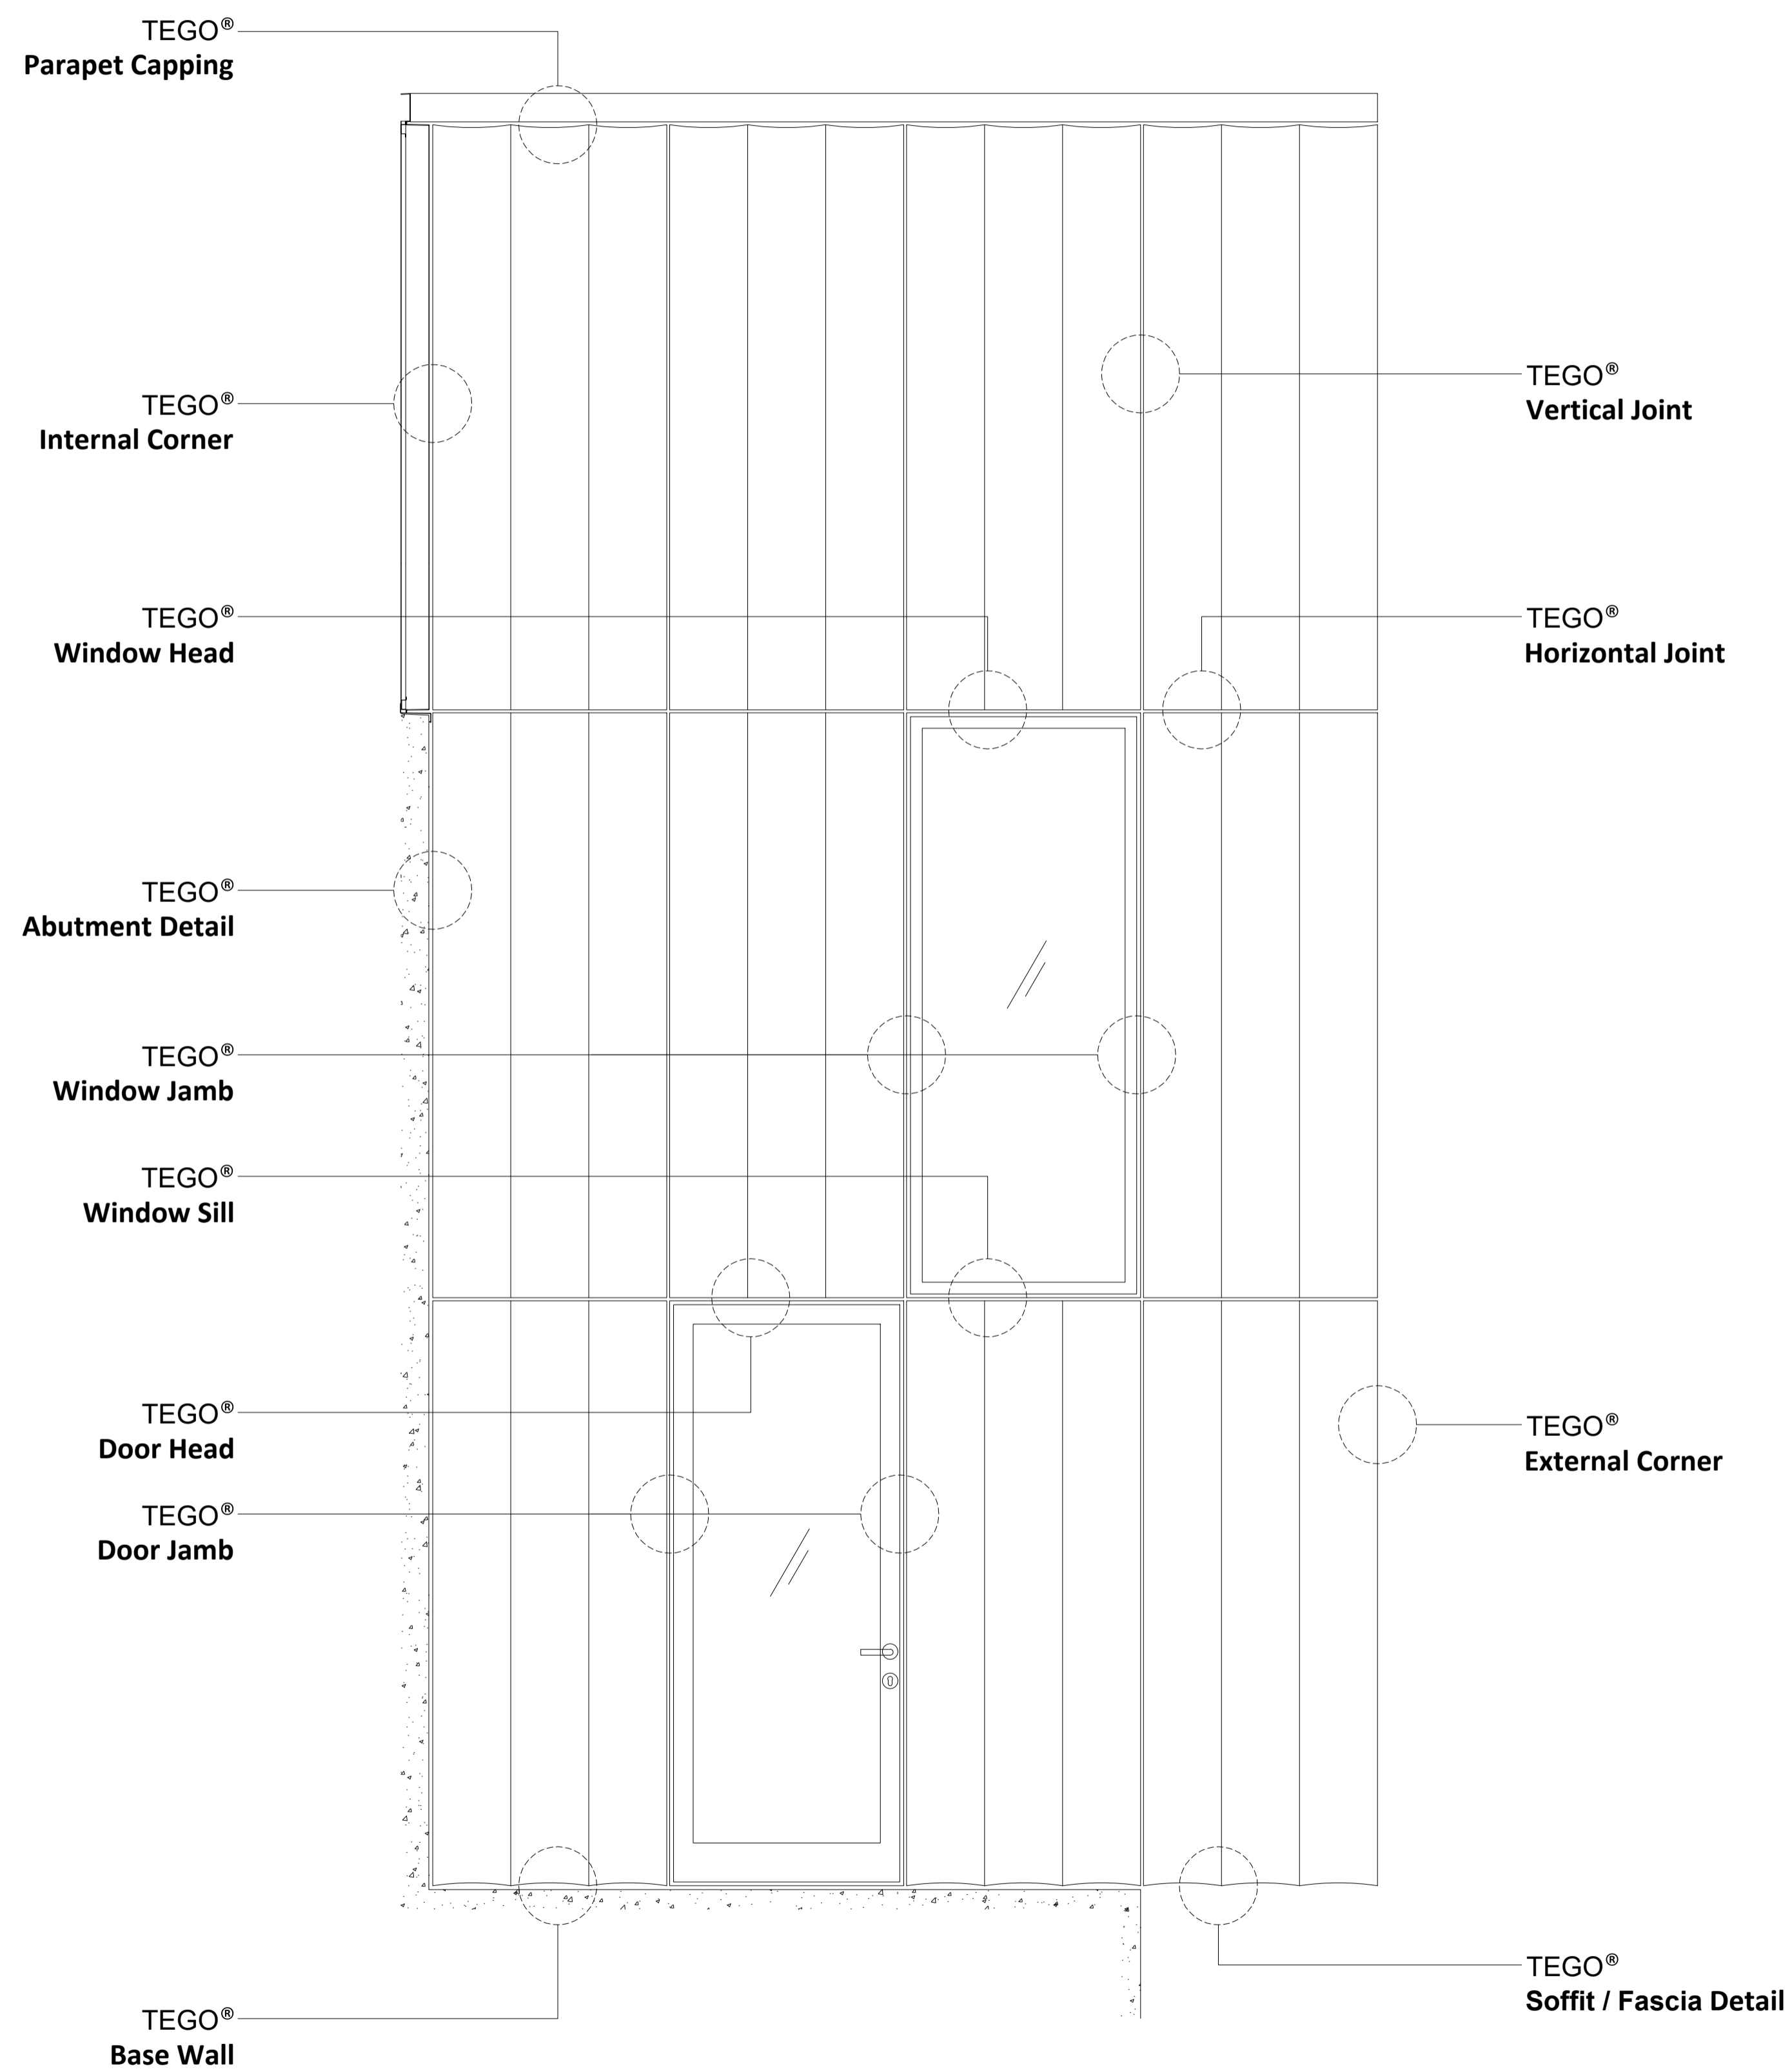 TEGO®
Parapet Capping
TEGO®
Internal Corner
TEGO®
Vertical Joint
TEGO®
Window Head
TEGO®
Horizontal Joint
TEGO®
Abutment Detail
TEGO®
Window Jamb
TEGO®
Window Sill
TEGO®
Door Head
TEGO®
External Corner
TEGO®
Door Jamb
TEGO®
Soffit / Fascia Detail
TEGO®
Base Wall